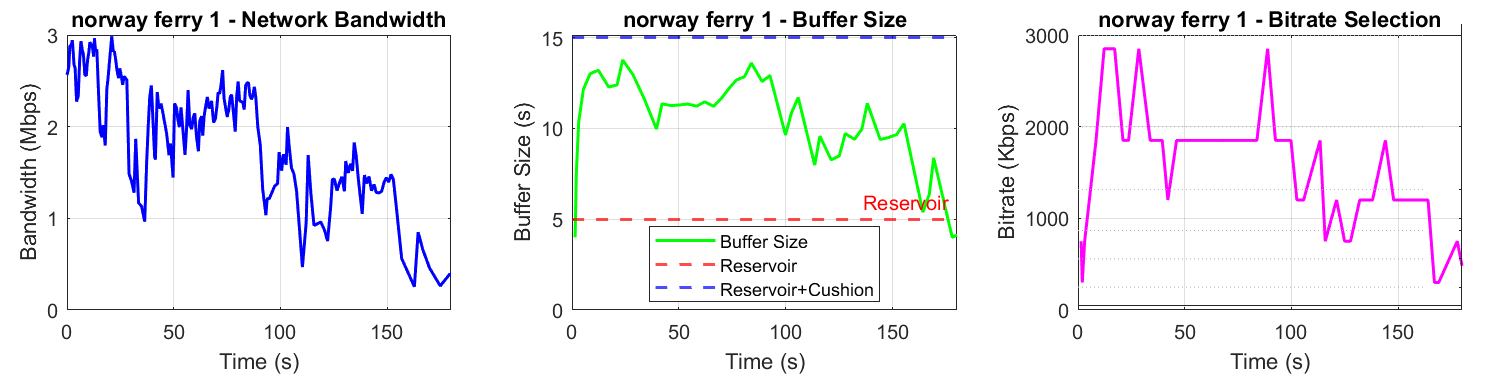 norway ferry 1 - Network Bandwidth
3
2
1
0
0
50
100
150
Bandwidth (Mbps)
Time (s)
norway ferry 1 - Buffer Size
15
10
5
0
0
50
100
150
Buffer Size (s)
Time (s)
Reservoir
Buffer Size
Reservoir
Reservoir+Cushion
norway ferry 1 - Bitrate Selection
3000
2000
1000
0
0
50
100
150
Bitrate (Kbps)
Time (s)